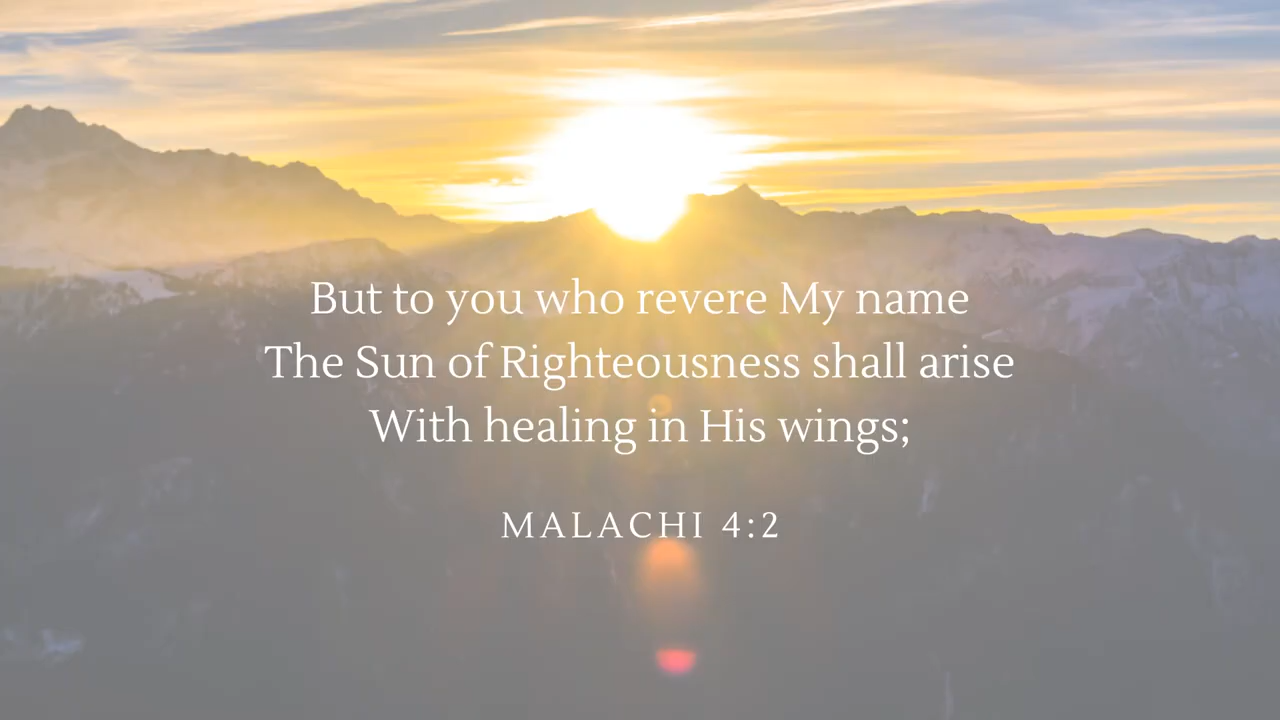 But to you who revere My name
The Sun of Righteousness shall arise
With healing in His wings;
MALACHI 4:2